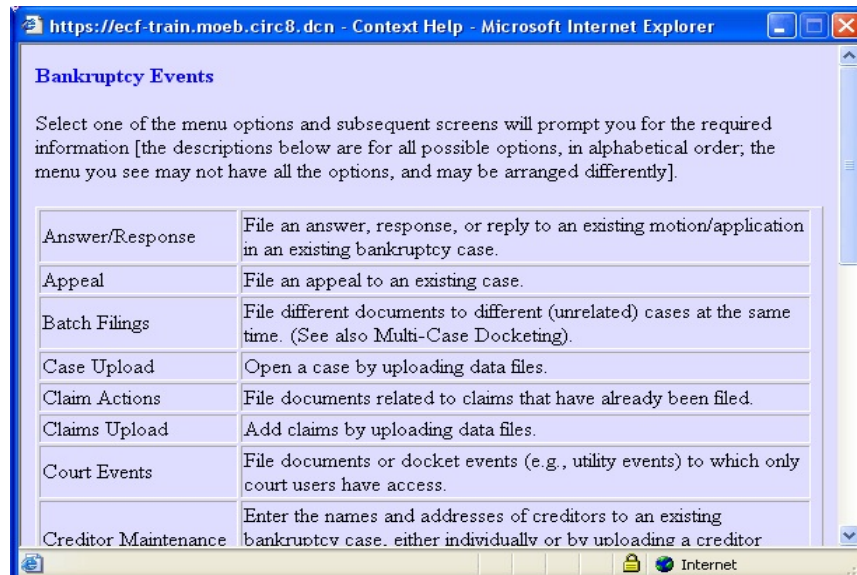 https://ecf-train.moeb.circ8.dcn - Context Help - Microsoft Internet Explorer
Bankruptcy Events
Select one of the menu options and subsequent screens will prompt you for the required
information [the descriptions below are for all possible options, in alphabetical order; the
menu you see may not have all the options, and may be arranged differently].
Answer/Response
File an answer, response, or reply to an existing motion/application
in an existing bankruptcy case.
Appeal
File an appeal to an existing case.
Batch Filings
File different documents to different (unrelated) cases at the same
time. (See also Multi-Case Docketing).
Case Upload
Open a case by uploading data files.
Claim Actions
File documents related to claims that have already been filed.
Claims Upload
Add claims by uploading data files.
Court Events
File documents or docket events (e.g., utility events) to which only
court users have access.
Creditor Maintenance
Enter the names and addresses of creditors to an existing
bankruptcy case, either individually or by uploading a creditor
Internet